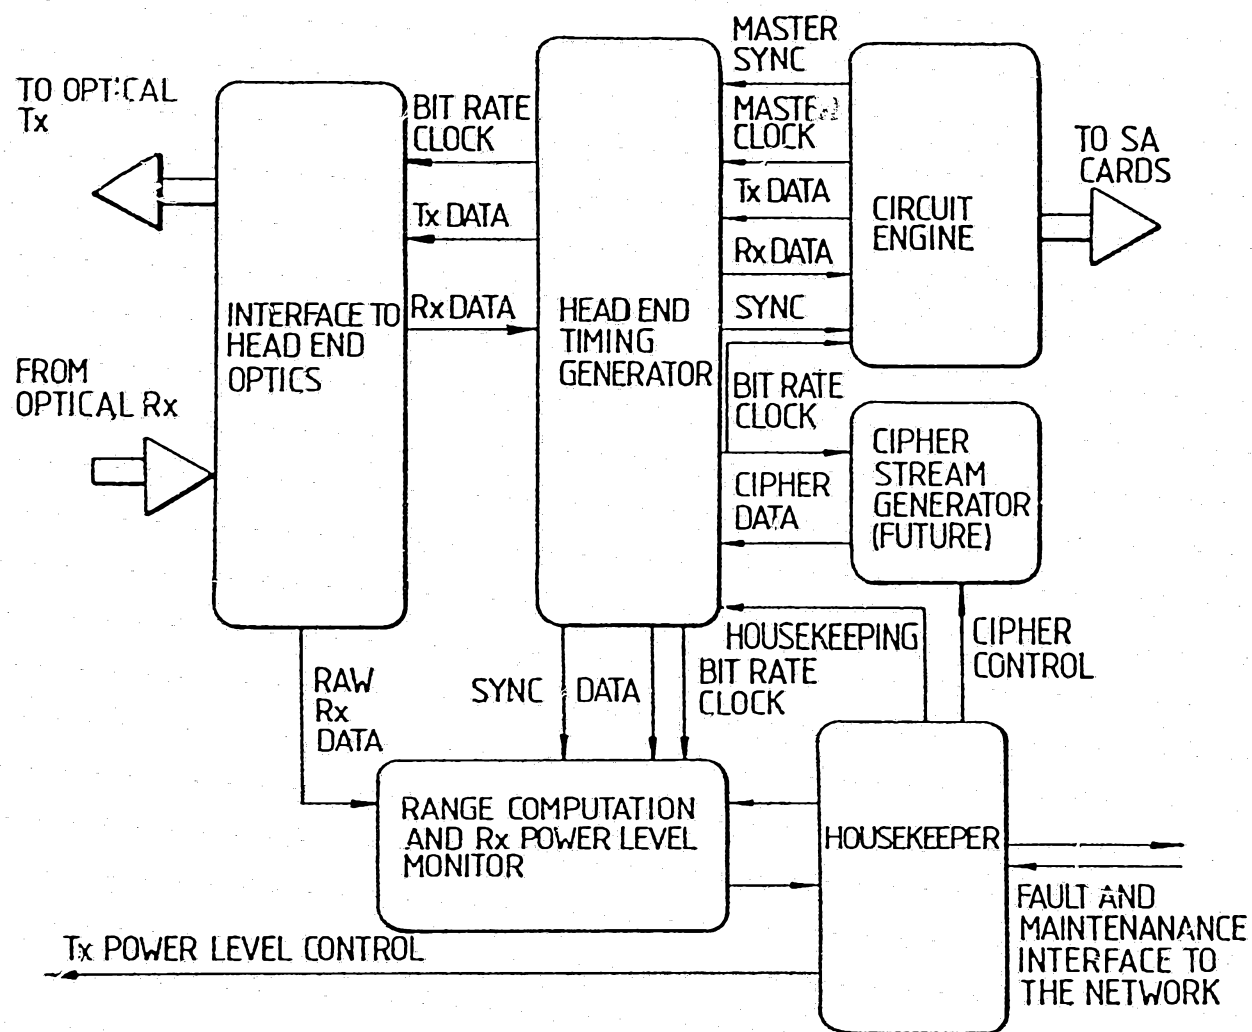 TO OPTICAL
Tx
FROM
OPTICAL Rx
INTERFACE TO
HEAD END
OPTICS
BIT RATE
CLOCK
Tx DATA
Rx DATA
HEAD END
TIMING
GENERATOR
MASTER
SYNC
MASTER
CLOCK
Tx DATA
Rx DATA
SYNC
BIT RATE
CLOCK
CIPHER
DATA
CIRCUIT
ENGINE
TO SA
CARDS
CIPHER
STREAM
GENERATOR
(FUTURE)
HOUSEKEEPING
CIPHER
CONTROL
RAW
Rx
DATA
SYNC
DATA
BIT RATE
CLOCK
RANGE COMPUTATION
AND Rx POWER LEVEL
MONITOR
HOUSEKEEPER
FAULT AND
MAINTENANANCE
INTERFACE TO
THE NETWORK
Tx POWER LEVEL CONTROL